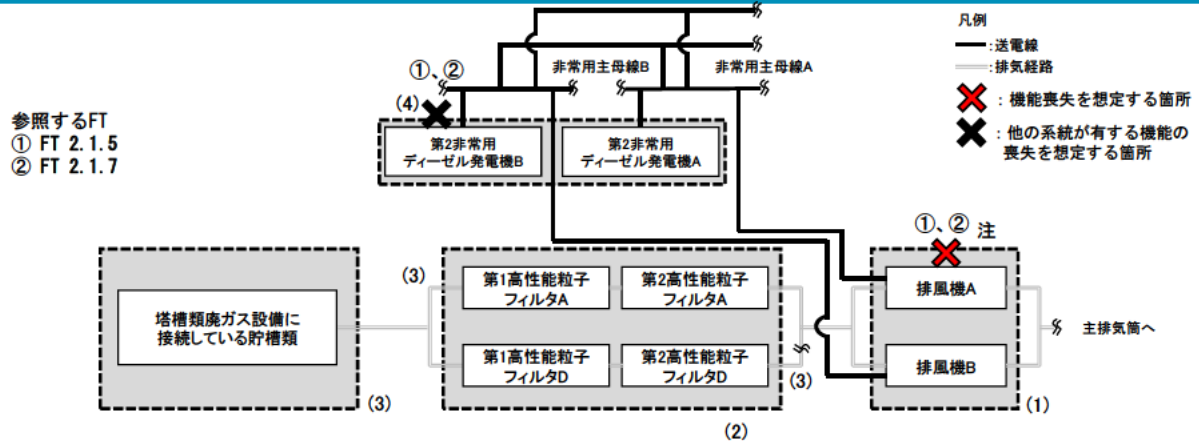 凡例
:送電線
:排気経路
:機能喪失を想定する箇所
:他の系統が有する機能の
喪失を想定する箇所
参照するFT
① FT 2.1.5
② FT 2.1.7
①、②
非常用主母線B
非常用主母線A
(4)
第2非常用
ディーゼル発電機B
第2非常用
ディーゼル発電機A
①、② 注
(3)
第1高性能粒子
フィルタA
第2高性能粒子
フィルタA
排風機A
塔槽類廃ガス設備に
接続している貯槽類
主排気筒へ
第1高性能粒子
フィルタD
第2高性能粒子
フィルタD
(3)
排風機B
(3)
(2)
(1)